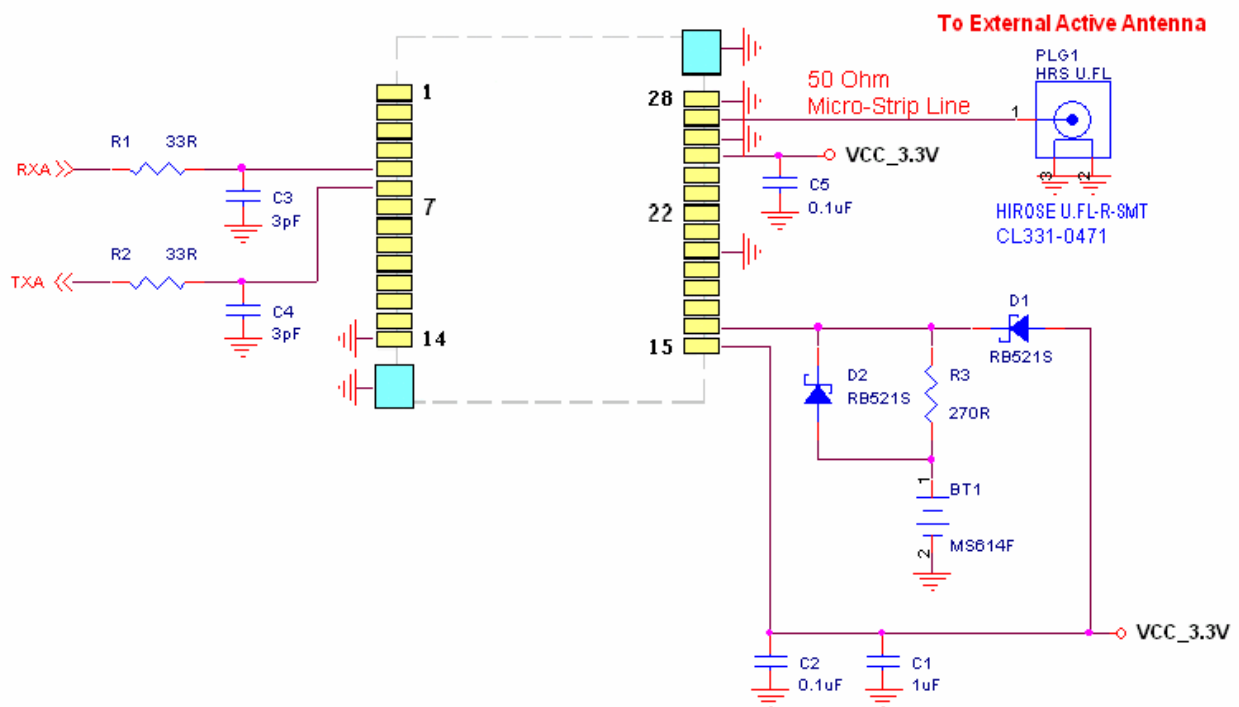 To External Active Antenna
PLG1
HRS U.FL
1
28
50 Ohm
Micro-Strip Line
1
R1 33R
RXA
VCC_3.3V
3 2
C3
3pF
C5
0.1uF
7
22
HIROSE U.FL-R-SMT
CL331-0471
R2 33R
TXA
C4
3pF
14
15
D1
RB521S
D2
RB521S
R3
270R
1
BT1
MS614F
2
VCC_3.3V
C2
0.1uF
C1
1uF